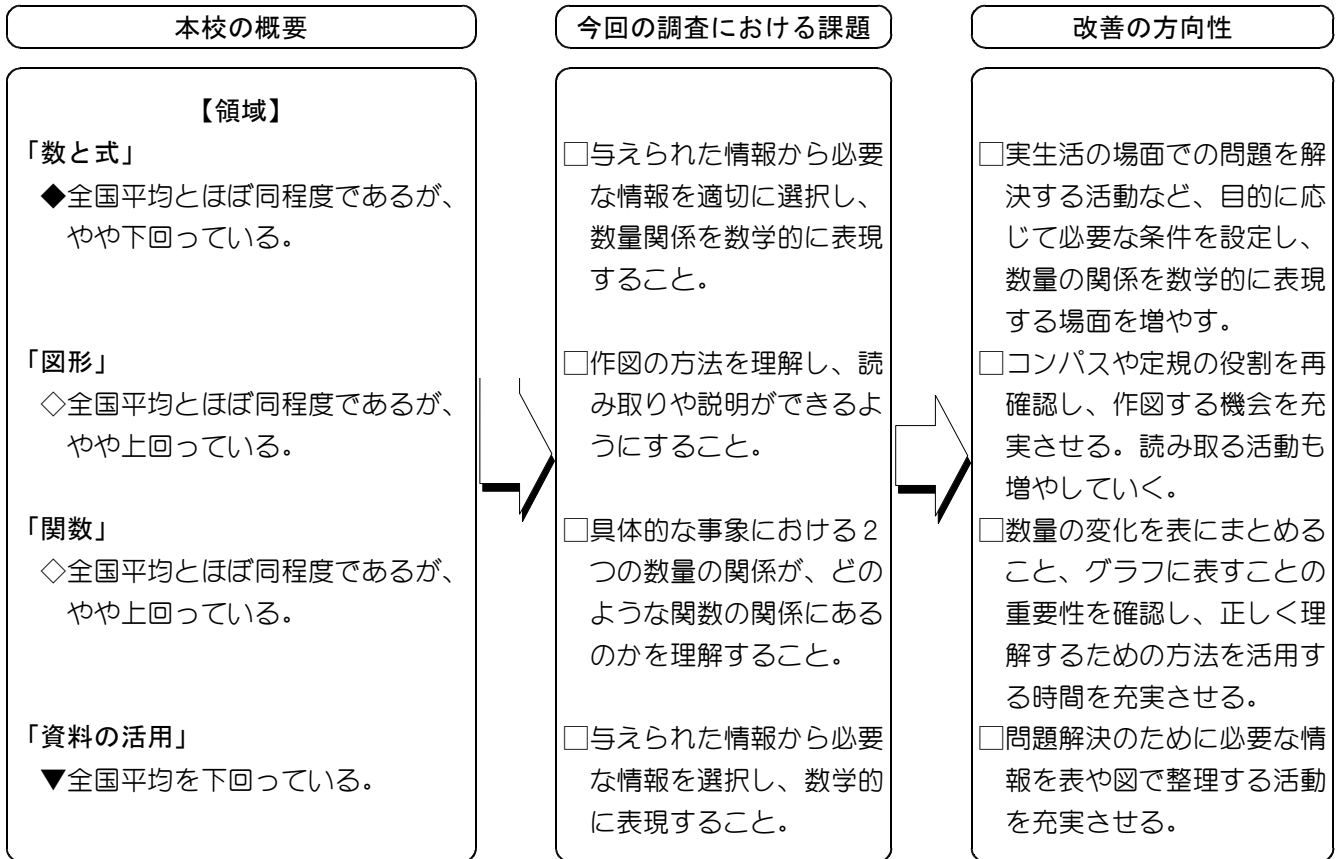 本校の概要
今回の調査における課題
改善の方向性
【領域】
「数と式」
◆全国平均とほぼ同程度であるが、
やや下回っている。
「図形」
◇全国平均とほぼ同程度であるが、
やや上回っている。
「関数」
◇全国平均とほぼ同程度であるが、
やや上回っている。
「資料の活用」
▼全国平均を下回っている。
□与えられた情報から必要
な情報を適切に選択し、
数量関係を数学的に表現
すること。
□作図の方法を理解し、読
み取りや説明ができるよ
うにすること。
□具体的な事象における２
つの数量の関係が、どの
ような関数の関係にある
のかを理解すること。
□与えられた情報から必要
な情報を選択し、数学的
に表現すること。
□実生活の場面での問題を解
決する活動など、目的に応
じて必要な条件を設定し、
数量の関係を数学的に表現
する場面を増やす。
□コンパスや定規の役割を再
確認し、作図する機会を充
実させる。読み取る活動も
増やしていく。
□数量の変化を表にまとめる
こと、グラフに表すことの
重要性を確認し、正しく理
解するための方法を活用す
る時間を充実させる。
□問題解決のために必要な情
報を表や図で整理する活動
を充実させる。